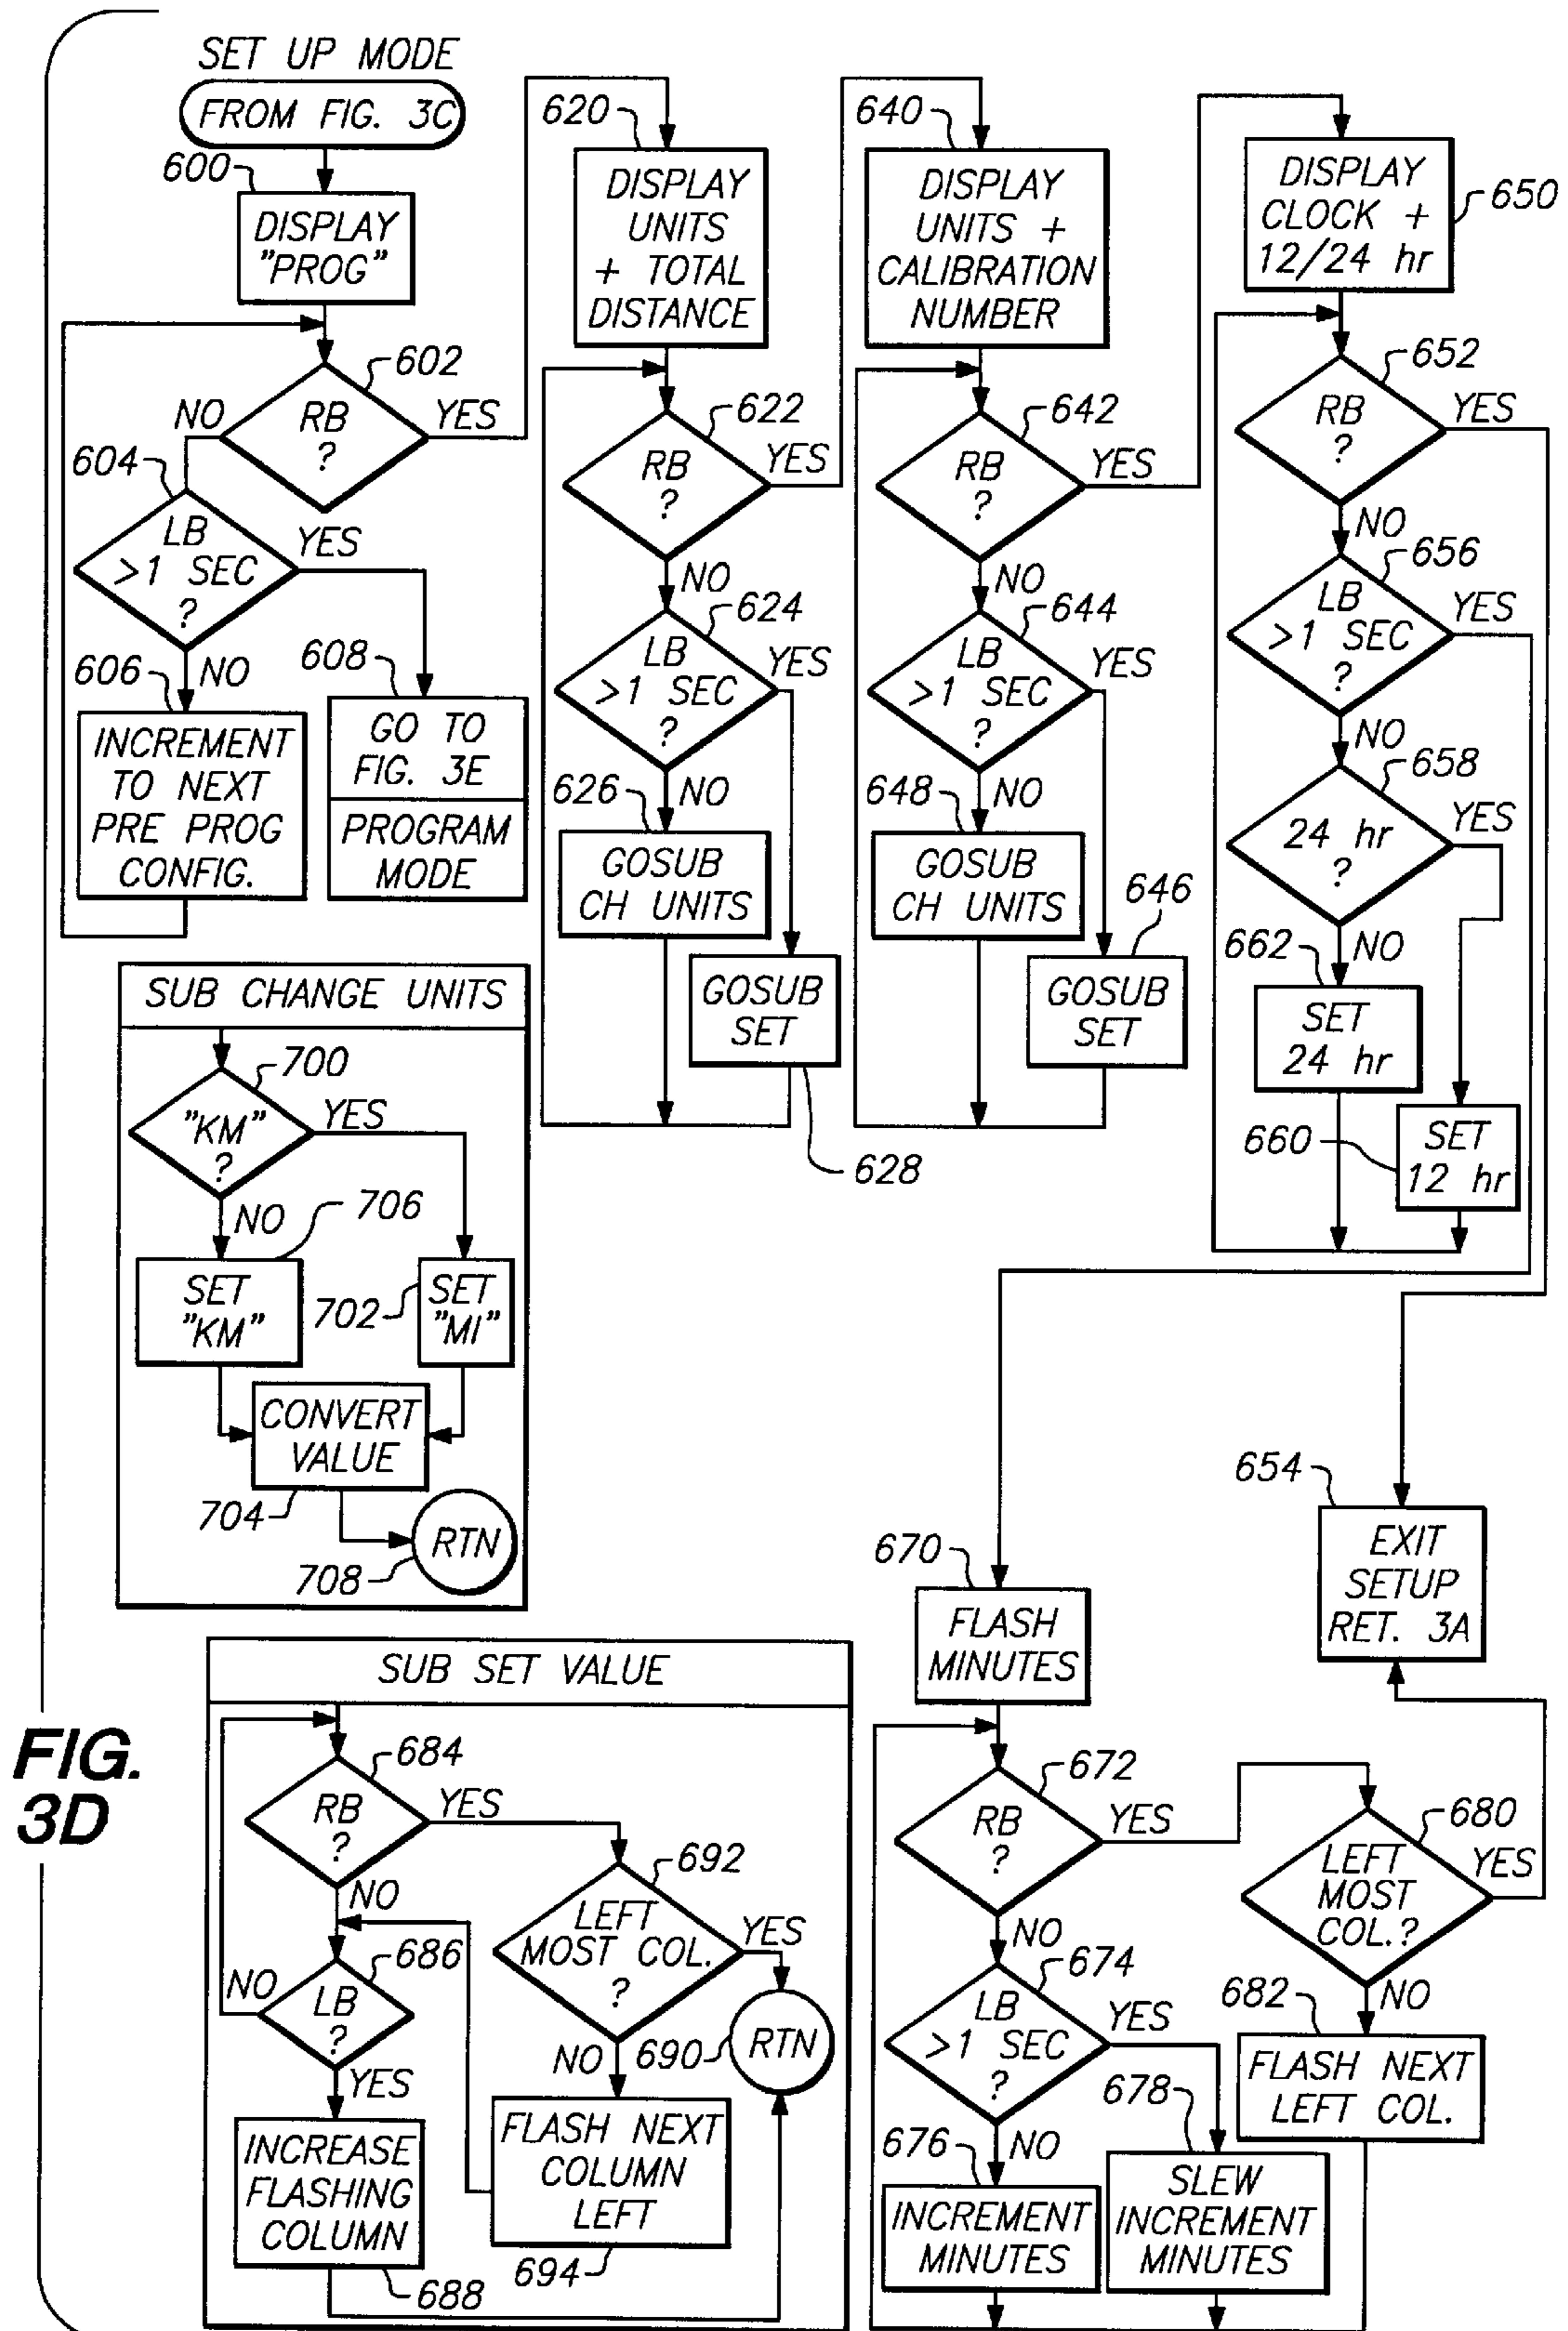 SET UP MODE
FROM FIG. 3C
600
DISPLAY
"PROG"
602
RB
?
NO
YES
604
LB
>1 SEC
?
YES
NO
606
INCREMENT
TO NEXT
PRE PROG
CONFIG.
608
GO TO
FIG. 3E
PROGRAM
MODE
620
DISPLAY
UNITS
+ TOTAL
DISTANCE
622
RB
?
YES
NO
624
LB
>1 SEC
?
YES
NO
626
GOSUB
CH UNITS
GOSUB
SET
628
640
DISPLAY
UNITS +
CALIBRATION
NUMBER
642
RB
?
YES
NO
644
LB
>1 SEC
?
YES
NO
648
GOSUB
CH UNITS
646
GOSUB
SET
DISPLAY
CLOCK +
12/24 hr
650
652
RB
?
YES
NO
656
LB
>1 SEC
?
YES
NO
658
24 hr
?
YES
NO
662
SET
24 hr
660
SET
12 hr
SUB CHANGE UNITS
700
"KM"
?
YES
NO
706
SET
"KM"
702
SET
"MI"
CONVERT
VALUE
704
RTN
708
654
EXIT
SETUP
RET. 3A
670
FLASH
MINUTES
672
RB
?
YES
NO
674
LB
>1 SEC
?
YES
NO
676
INCREMENT
MINUTES
678
SLEW
INCREMENT
MINUTES
680
LEFT
MOST
COL.?
YES
NO
682
FLASH NEXT
LEFT COL.
SUB SET VALUE
684
RB
?
YES
NO
686
LB
?
NO
YES
INCREASE
FLASHING
COLUMN
688
692
LEFT
MOST COL.
?
YES
NO
690
RTN
FLASH NEXT
COLUMN
LEFT
694
FIG.
3D